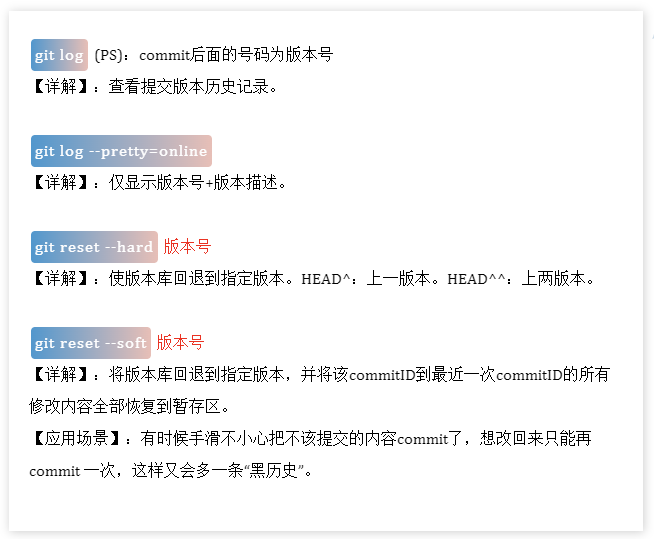 git log (PS)：commit后面的号码为版本号
【详解】：查看提交版本历史记录。
git log --pretty=online
【详解】：仅显示版本号+版本描述。
git reset --hard 版本号
【详解】：使版本库回退到指定版本。HEAD^：上一版本。HEAD^^：上两版本。
git reset --soft 版本号
【详解】：将版本库回退到指定版本，并将该commitID到最近一次commitID的所有
修改内容全部恢复到暂存区。
【应用场景】：有时候手滑不小心把不该提交的内容commit了，想改回来只能再
commit 一次，这样又会多一条“黑历史”。